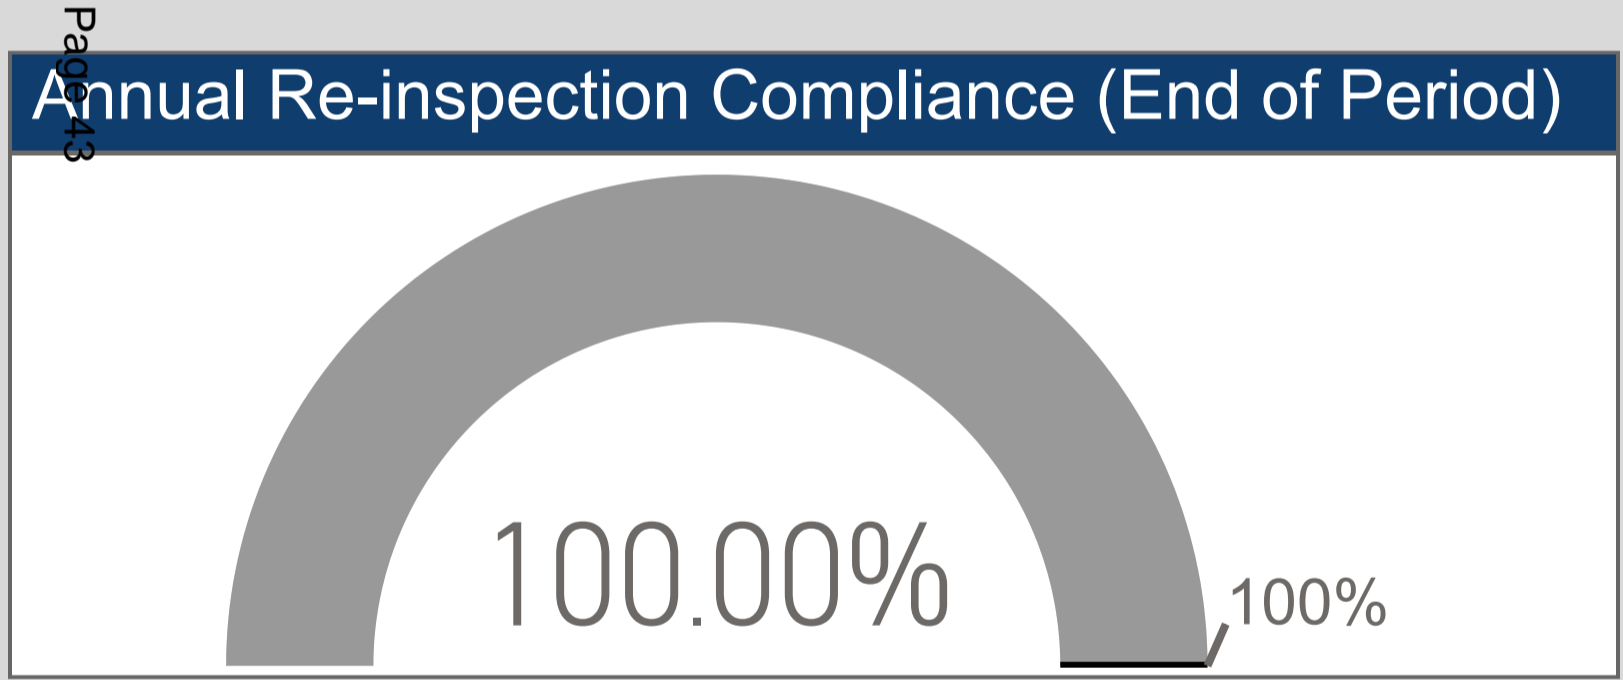 Page 43
Annual Re-inspection Compliance (End of Period)
100.00%
100%